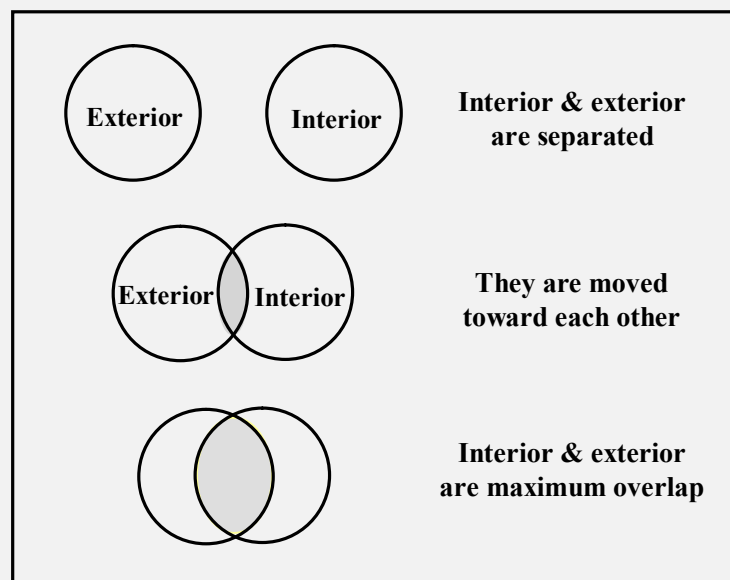 Exterior
Interior
Interior & exterior
are separated
Exterior
Interior
They are moved
toward each other
Interior & exterior
are maximum overlap